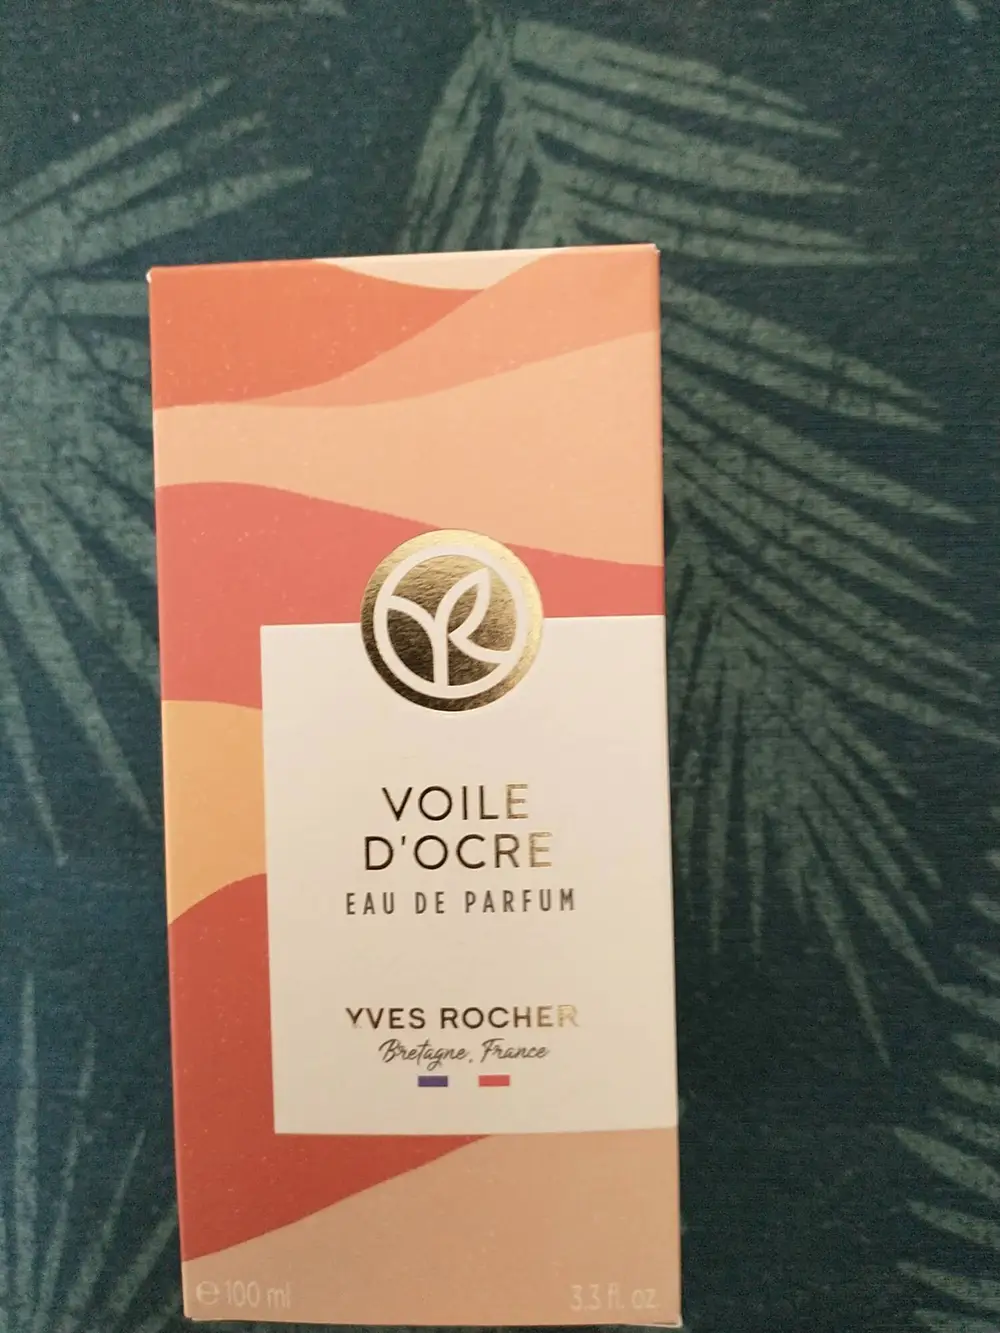 VOILE
D'OCRE
EAU DE PARFUM
YVES ROCHER
Bretagne, France
℮ 100 ml
3.3 fl. oz.